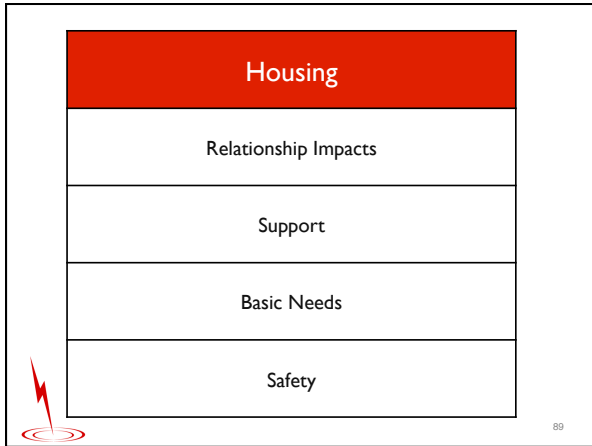 Housing
Relationship Impacts
Support
Basic Needs
Safety
89